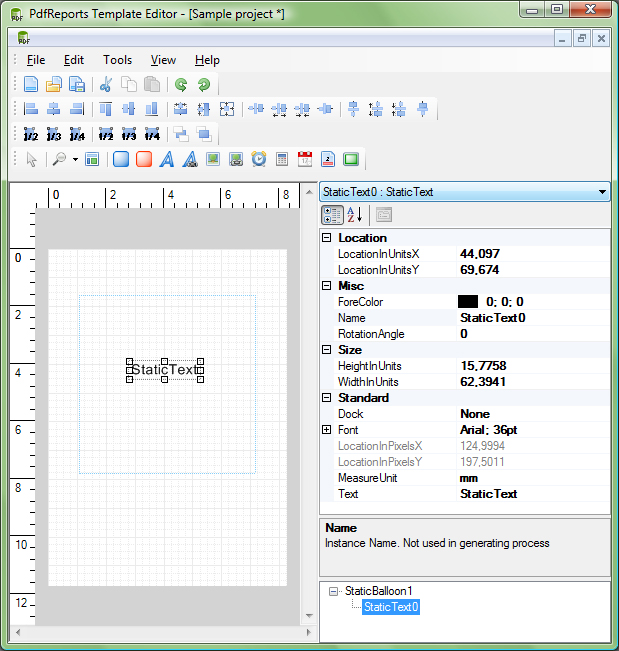 PdfReports Template Editor - [Sample project *]
PDF
File Edit Tools View Help
1/2 1/3 1/4 1/2 1/3 1/4
StaticText0 : StaticText
0 2 4 6 8
Location
LocationInUnitsX 44,097
LocationInUnitsY 69,674
Misc
ForeColor 0; 0; 0
Name StaticText0
RotationAngle 0
Size
HeightInUnits 15,7758
WidthInUnits 62,3941
Standard
Dock None
Font Arial; 36pt
LocationInPixelsX 124,9994
LocationInPixelsY 197,5011
MeasureUnit mm
Text StaticText
0
2
4
6
8
10
12
StaticText
Name
Instance Name. Not used in generating process
StaticBalloon1
StaticText0